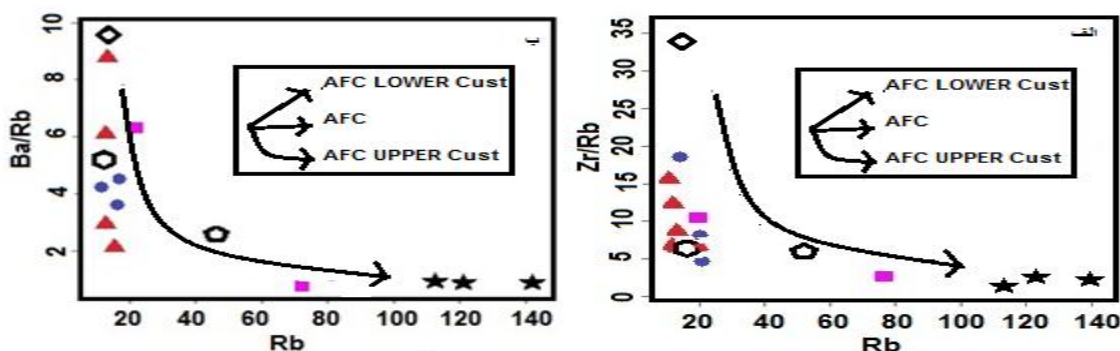 10
8
6
4
2
Ba/Rb
ب
AFC LOWER Cust
AFC
AFC UPPER Cust
20 40 60 80 100 120 140
Rb
35
30
25
20
15
10
5
0
Zr/Rb
الف
AFC LOWER Cust
AFC
AFC UPPER Cust
20 40 60 80 100 120 140
Rb